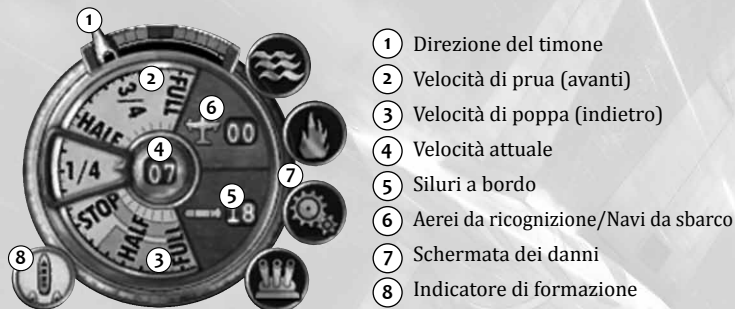 1
2
FULL
3/4
HALF
6
00
4
07
1/4
7
5
18
STOP
HALF
FULL
3
8
1 Direzione del timone
2 Velocità di prua (avanti)
3 Velocità di poppa (indietro)
4 Velocità attuale
5 Siluri a bordo
6 Aerei da ricognizione/Navi da sbarco
7 Schermata dei danni
8 Indicatore di formazione